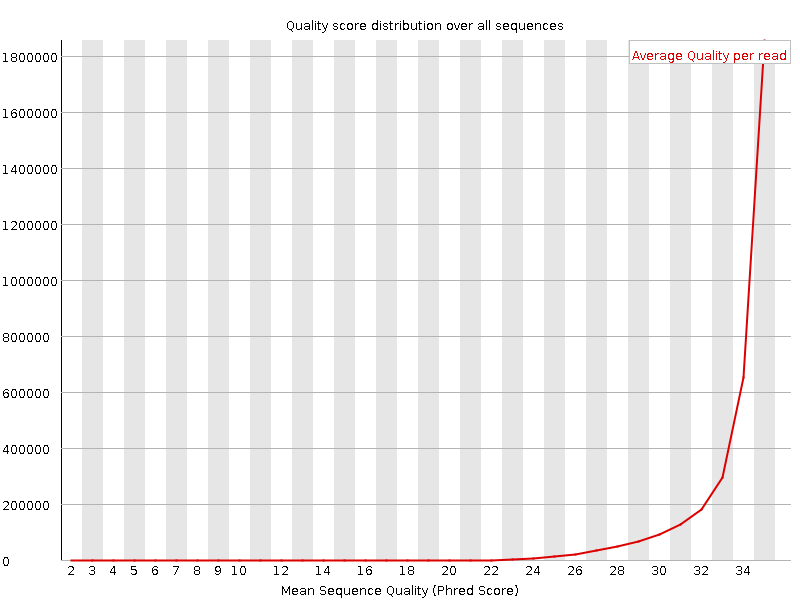 Quality score distribution over all sequences
Average Quality per read
1800000
1600000
1400000
1200000
1000000
800000
600000
400000
200000
0
2 3 4 5 6 7 8 9 10 12 14 16 18 20 22 24 26 28 30 32 34
Mean Sequence Quality (Phred Score)